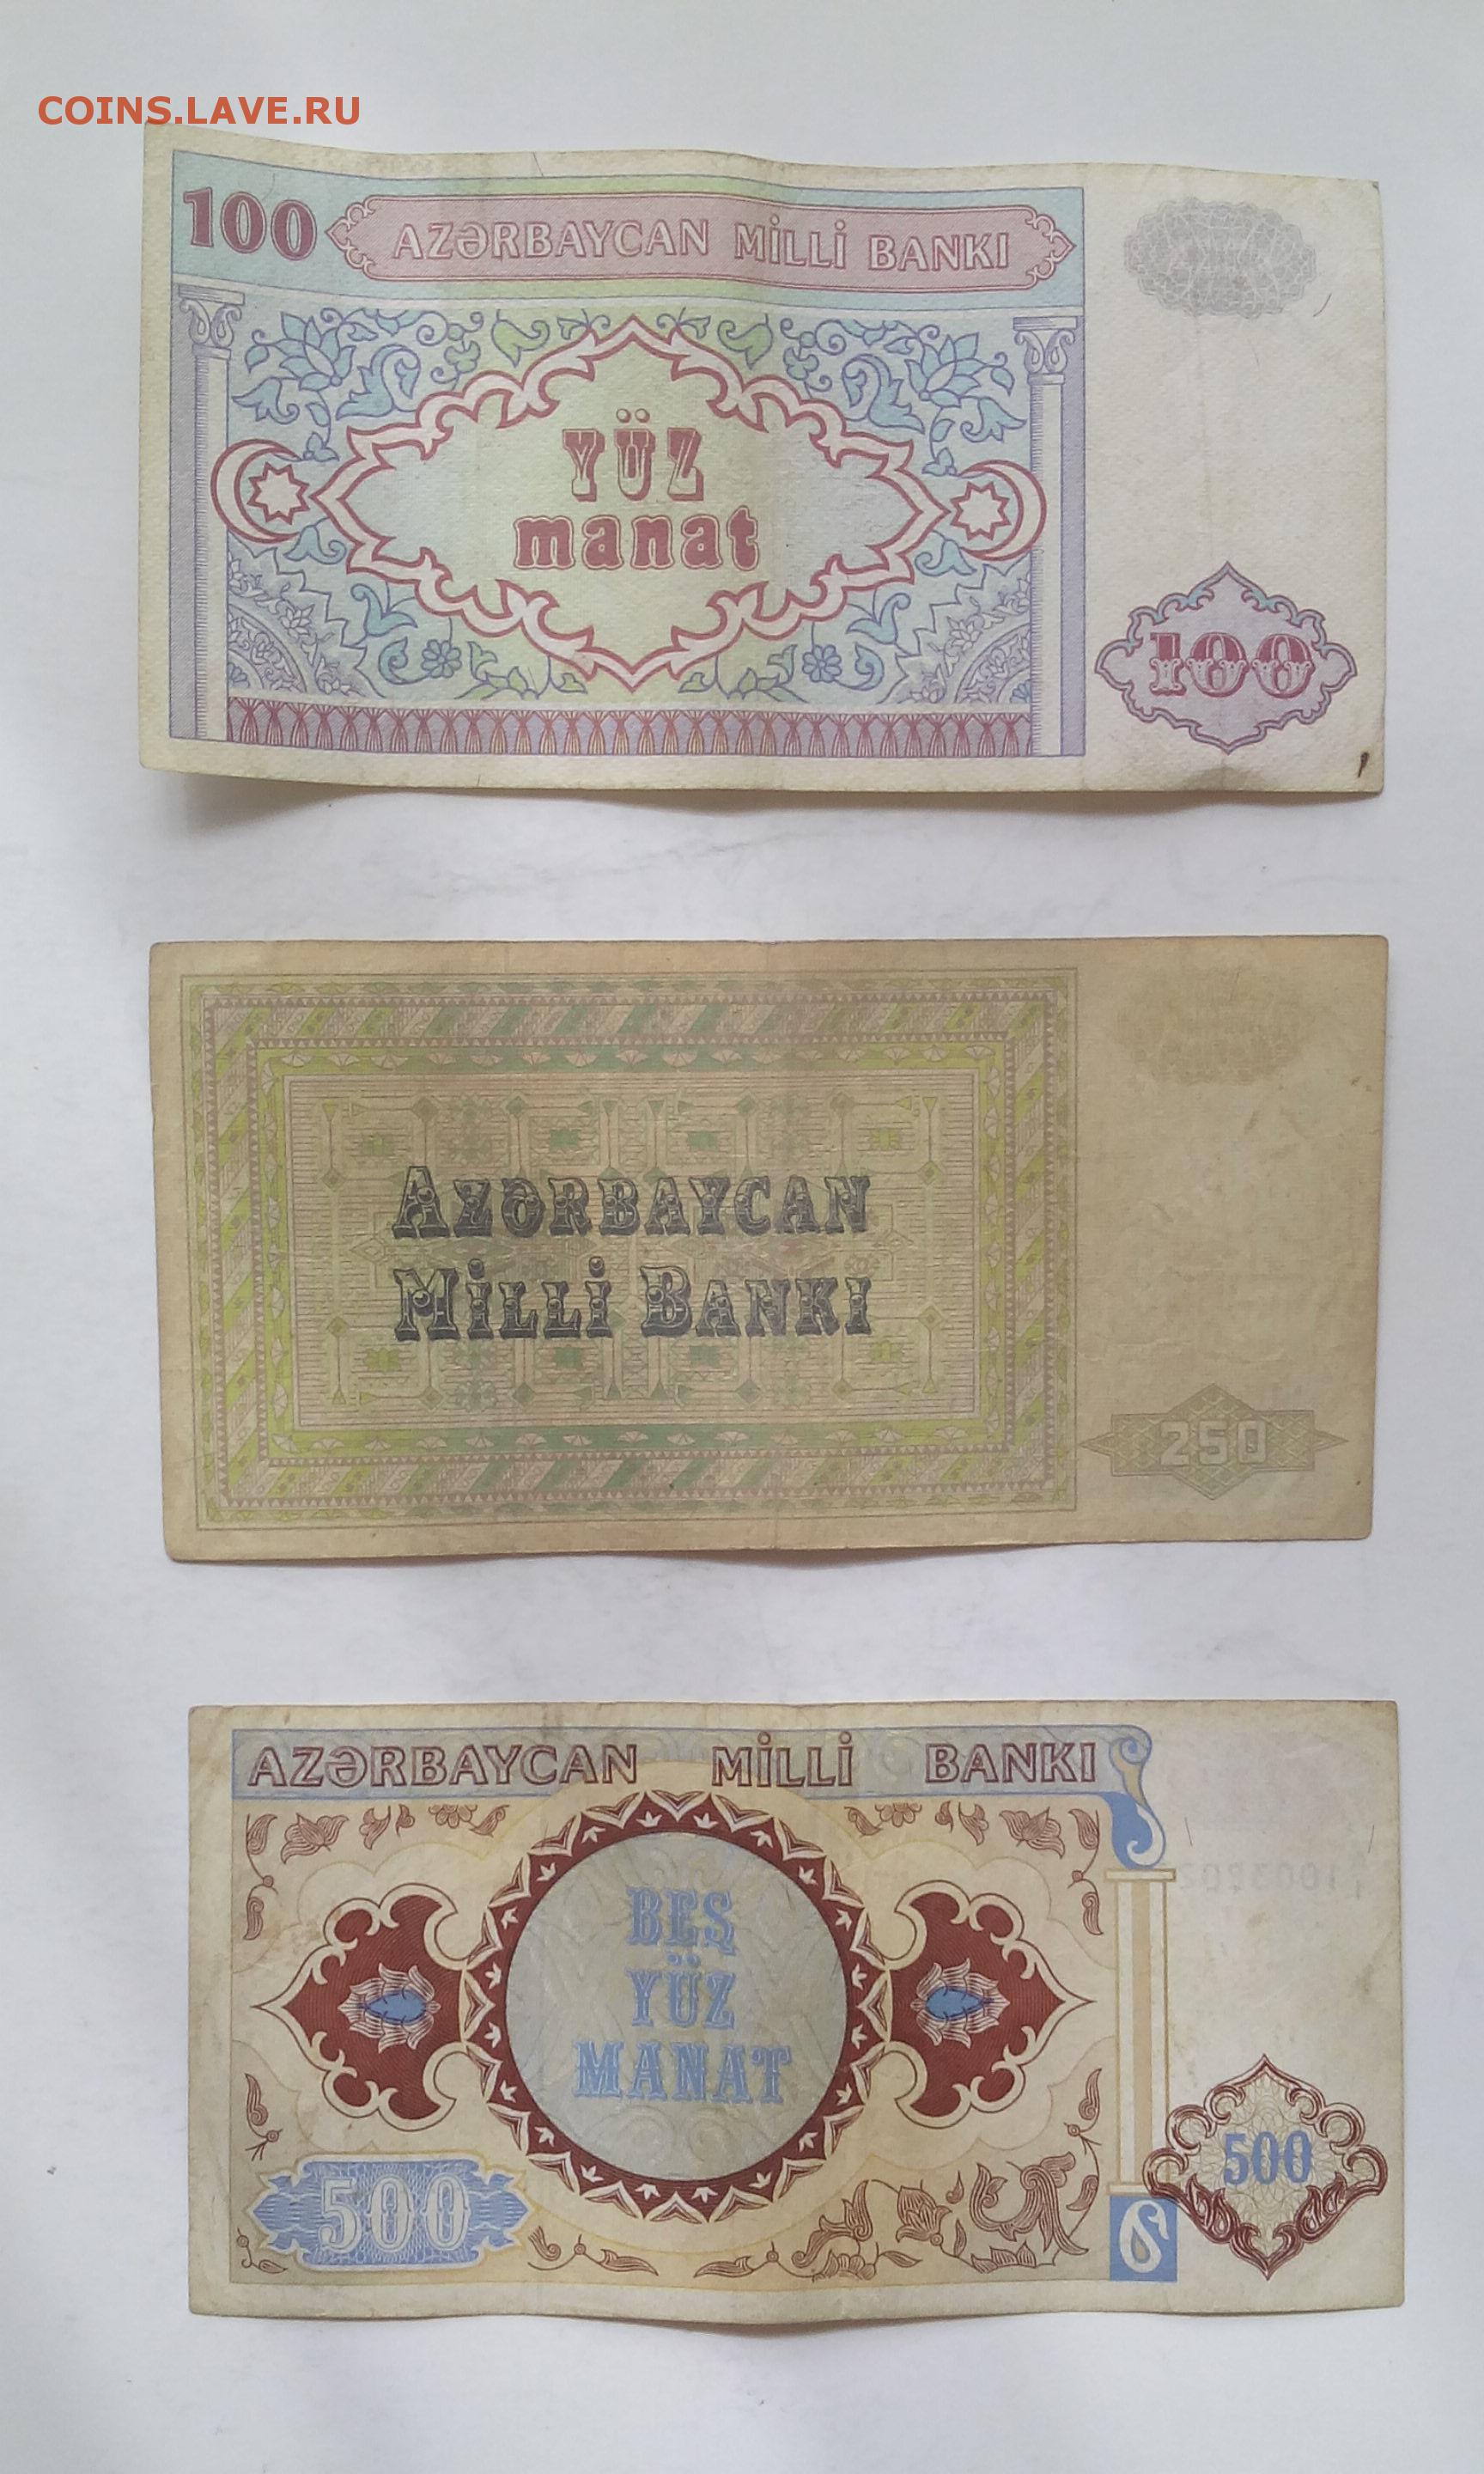 COINS.LAVE.RU
100 AZƏRBAYCAN MİLLİ BANKI
YÜZ
manat
100
AZƏRBAYCAN
MİLLİ BANKI
250
AZƏRBAYCAN MİLLİ BANKI
BEŞ
YÜZ
MANAT
500
500